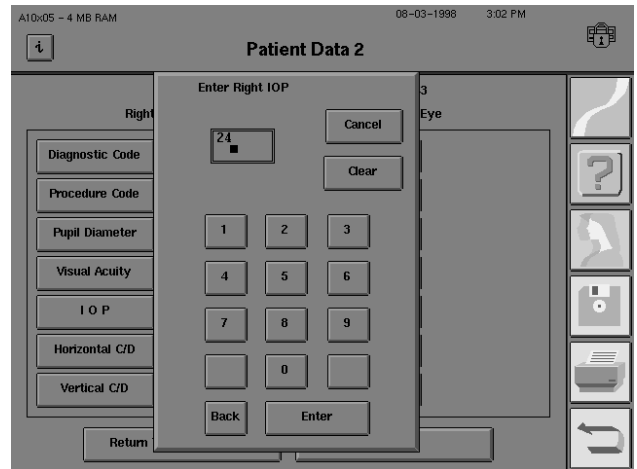 A10x05 – 4 MB RAM
08–03–1998 3:02 PM
i
Patient Data 2
Enter Right IOP
3
Right
Eye
24
Cancel
Clear
Diagnostic Code
Procedure Code
Pupil Diameter
Visual Acuity
I O P
Horizontal C/D
Vertical C/D
1 2 3
4 5 6
7 8 9
0
Back Enter
Return
?